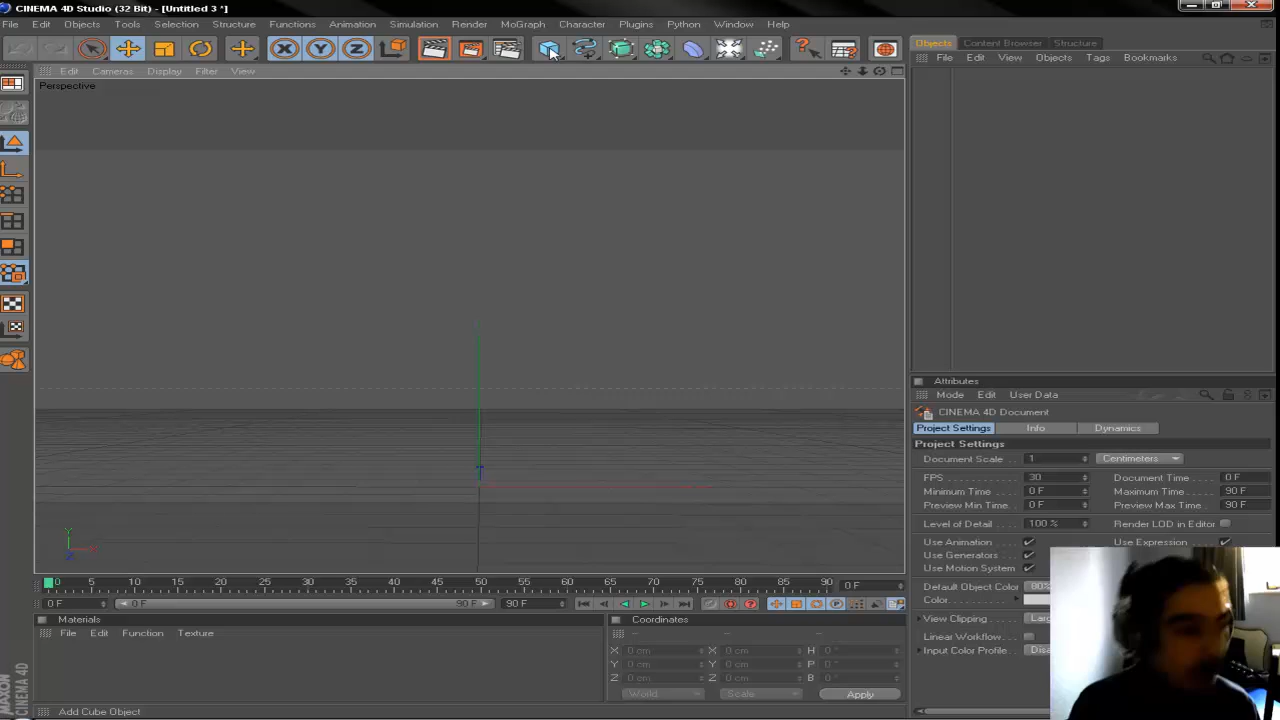 CINEMA 4D Studio (32 Bit) - [Untitled 3 *]
File Edit Objects Tools Selection Structure Functions Animation Simulation Render MoGraph Character Plugins Python Window Help
X Y Z
Objects Content Browser Structure
File Edit View Objects Tags Bookmarks
Edit Cameras Display Filter View
Perspective
Y
X
Z
Attributes
Mode Edit User Data
CINEMA 4D Document
Project Settings Info Dynamics
Project Settings
Document Scale 1 Centimeters
FPS 30 Document Time 0 F
Minimum Time 0 F Maximum Time 90 F
Preview Min Time 0 F Preview Max Time 90 F
Level of Detail 100 % Render LOD in Editor
Use Animation Use Expression
Use Generators
Use Motion System
Default Object Color 80%
Color
View Clipping
Linear Workflow
Input Color Profile
0 5 10 15 20 25 30 35 40 45 50 55 60 65 70 75 80 85 90 0 F
0 F 0 F 90 F 90 F
Materials
File Edit Function Texture
Coordinates
X 0 cm X 0 cm H 0 °
Y 0 cm Y 0 cm P 0 °
Z 0 cm Z 0 cm B 0 °
World Scale Apply
MAXON
CINEMA 4D
Add Cube Object